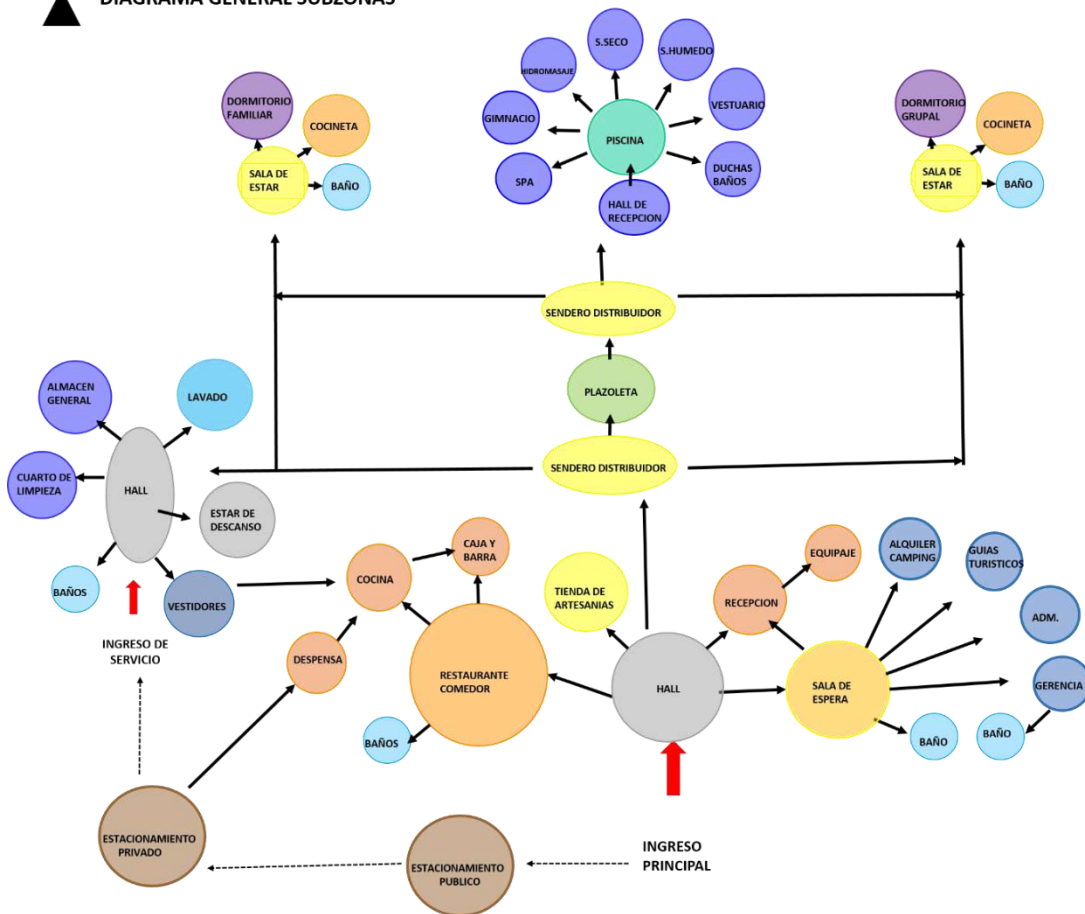 DIAGRAMA GENERAL SUBZONAS
S.SECO
S.HUMEDO
HIDROMASAJE
VESTUARIO
GIMNACIO
PISCINA
SPA
DUCHAS
BAÑOS
HALL DE
RECEPCION
DORMITORIO
FAMILIAR
COCINETA
SALA DE
ESTAR
BAÑO
DORMITORIO
GRUPAL
COCINETA
SALA DE
ESTAR
BAÑO
SENDERO DISTRIBUIDOR
PLAZOLETA
SENDERO DISTRIBUIDOR
ALMACEN
GENERAL
LAVADO
CUARTO DE
LIMPIEZA
HALL
ESTAR DE
DESCANSO
BAÑOS
VESTIDORES
INGRESO DE
SERVICIO
COCINA
CAJA Y
BARRA
DESPENSA
RESTAURANTE
COMEDOR
BAÑOS
TIENDA DE
ARTESANIAS
RECEPCION
EQUIPAJE
HALL
SALA DE
ESPERA
ALQUILER
CAMPING
GUIAS
TURISTICOS
ADM.
GERENCIA
BAÑO
BAÑO
ESTACIONAMIENTO
PRIVADO
ESTACIONAMIENTO
PUBLICO
INGRESO
PRINCIPAL